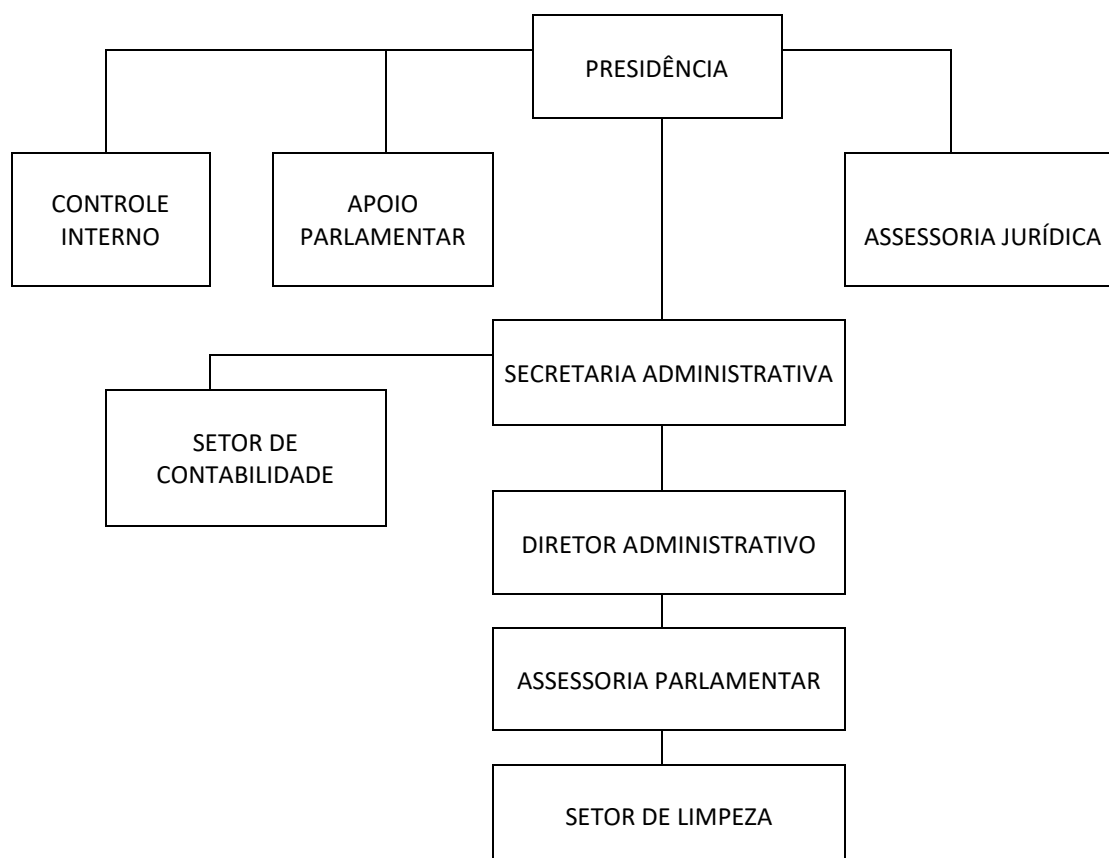 PRESIDÊNCIA
CONTROLE
INTERNO
APOIO
PARLAMENTAR
ASSESSORIA JURÍDICA
SECRETARIA ADMINISTRATIVA
SETOR DE
CONTABILIDADE
DIRETOR ADMINISTRATIVO
ASSESSORIA PARLAMENTAR
SETOR DE LIMPEZA